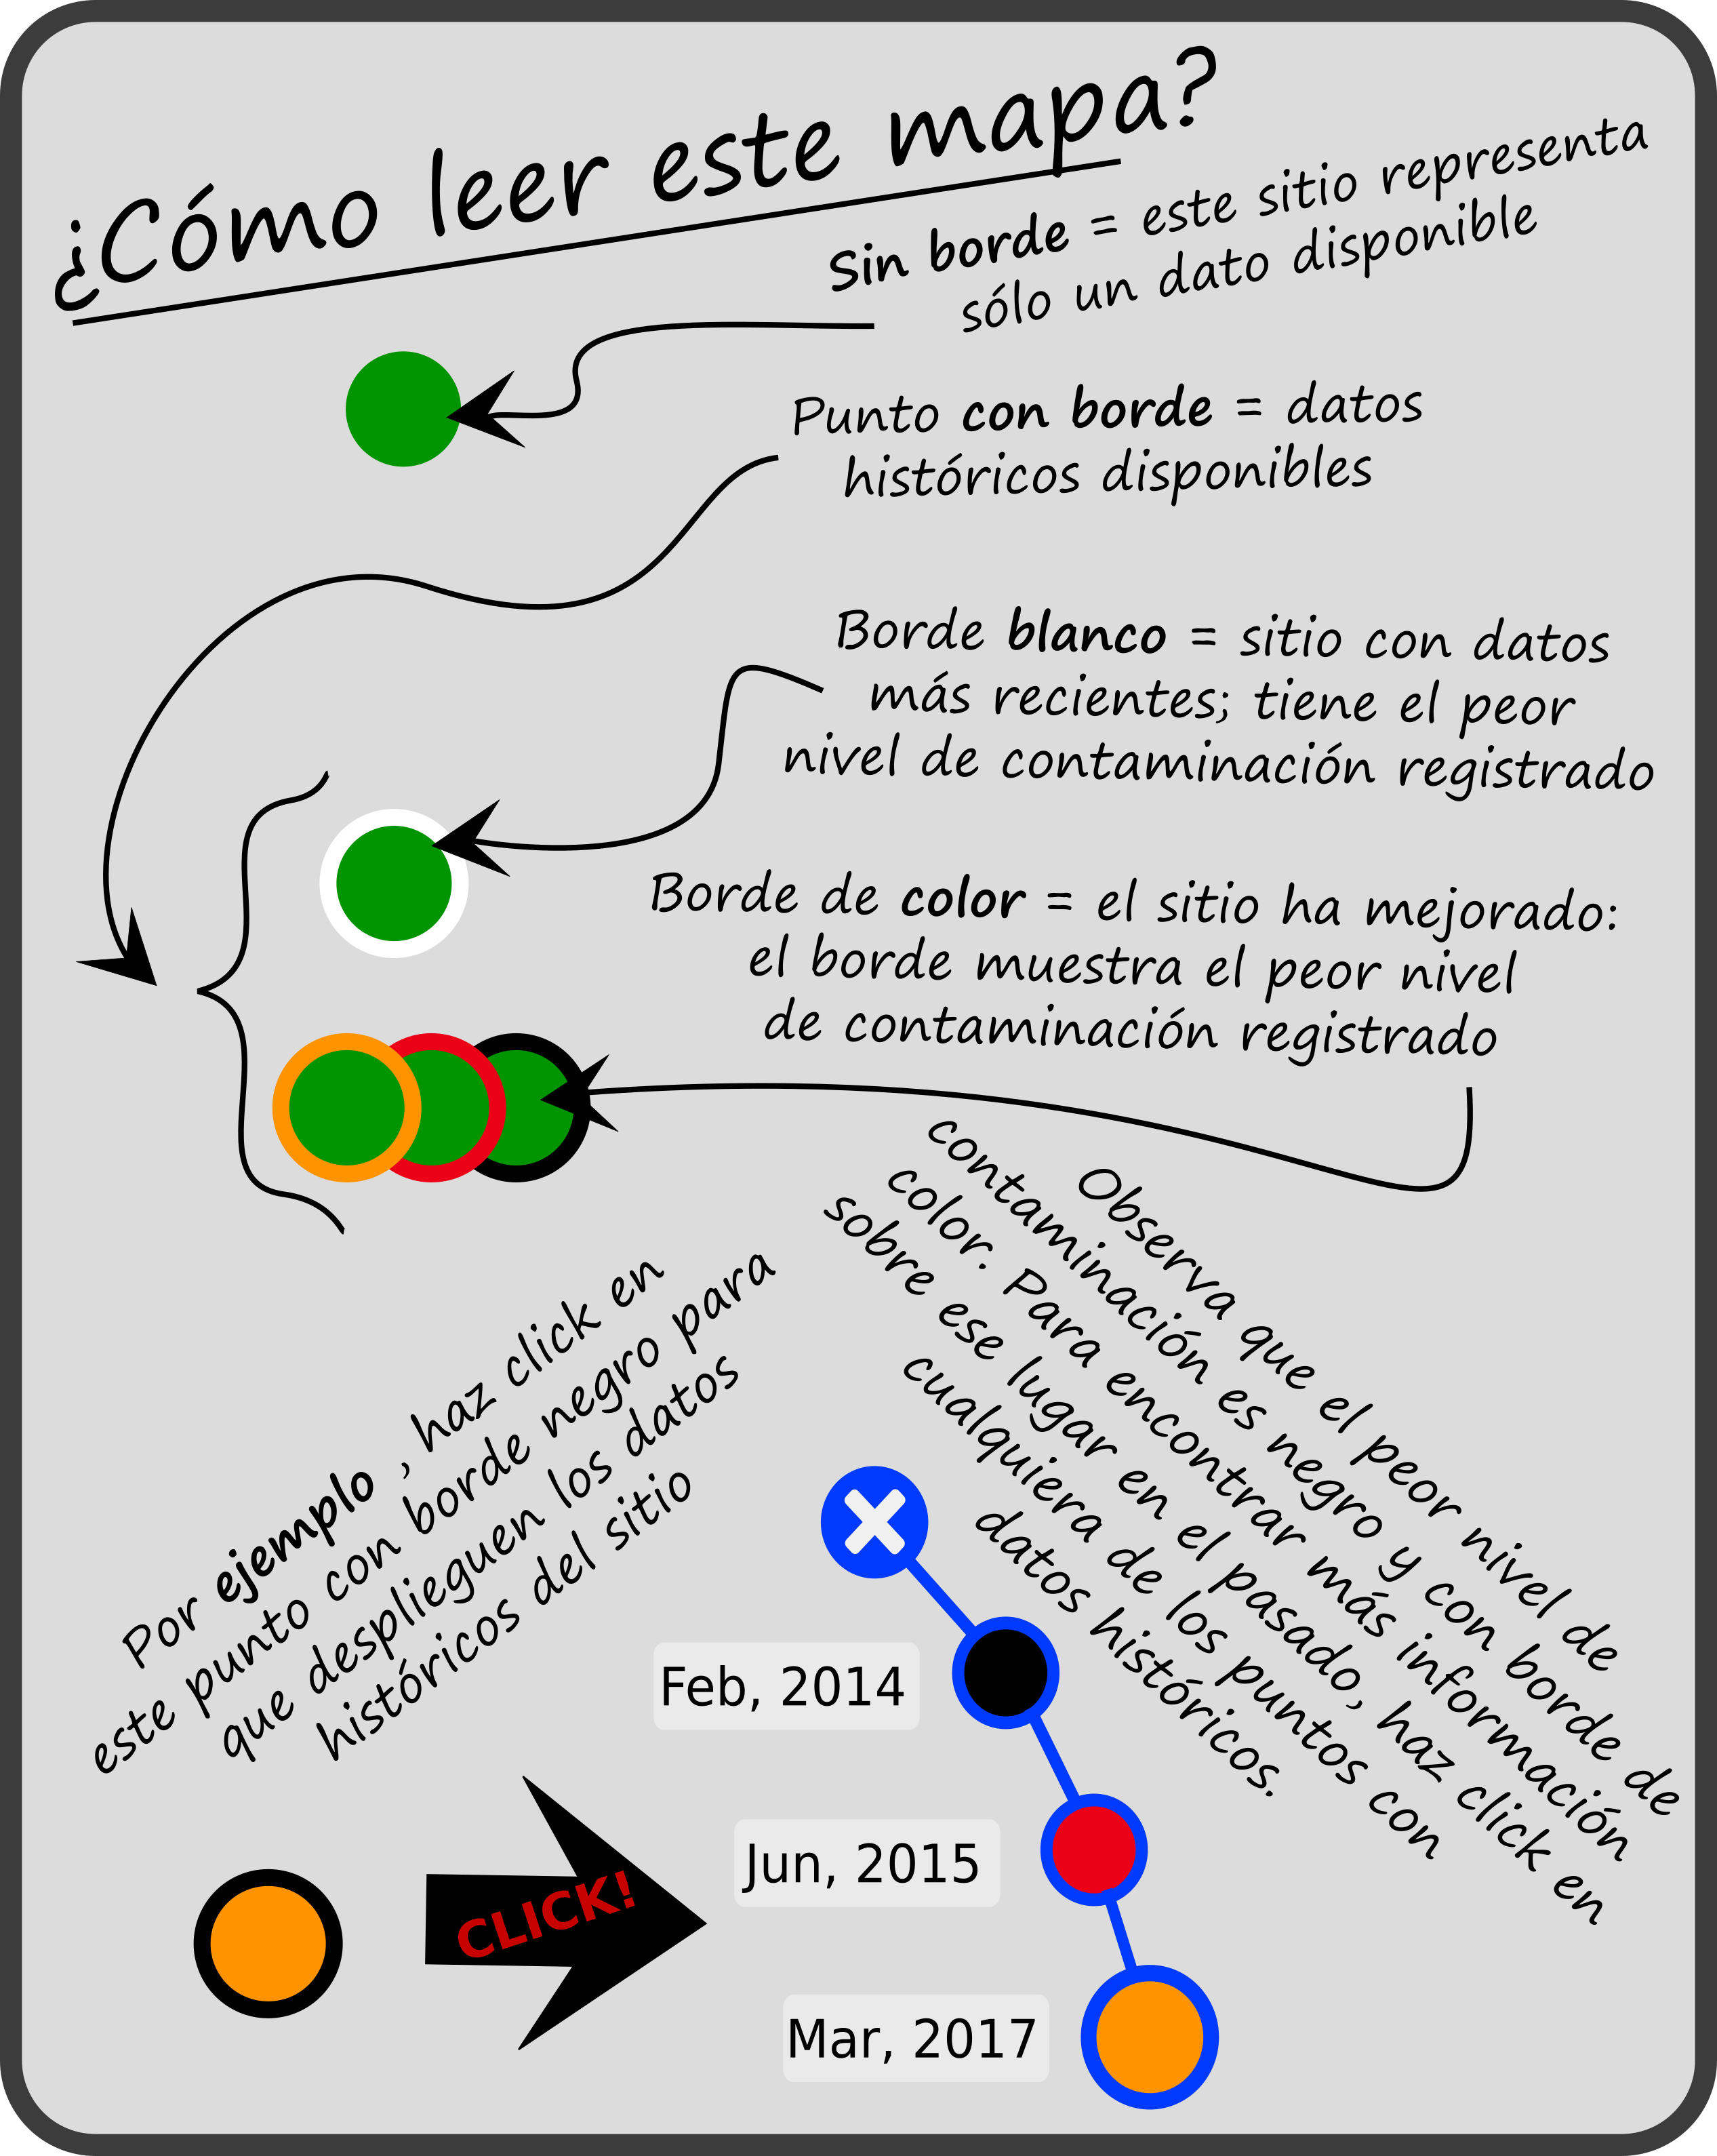 ¿Cómo leer este mapa?
Sin borde = este sitio representa
sólo un dato disponible
Punto con borde = datos
históricos disponibles
Borde blanco = sitio con datos
más recientes; tiene el peor
nivel de contaminación registrado
Borde de color = el sitio ha mejorado:
el borde muestra el peor nivel
de contaminación registrado
Por ejemplo , haz click en
este punto con borde negro para
que desplieguen los datos
históricos del sitio
Observa que el peor nivel de
contaminación es negro y con borde de
color. Para encontrar más información
sobre ese lugar en el pasado, haz click en
cualquiera de los puntos con
datos históricos.
CLICK!
Feb, 2014
Jun, 2015
Mar, 2017